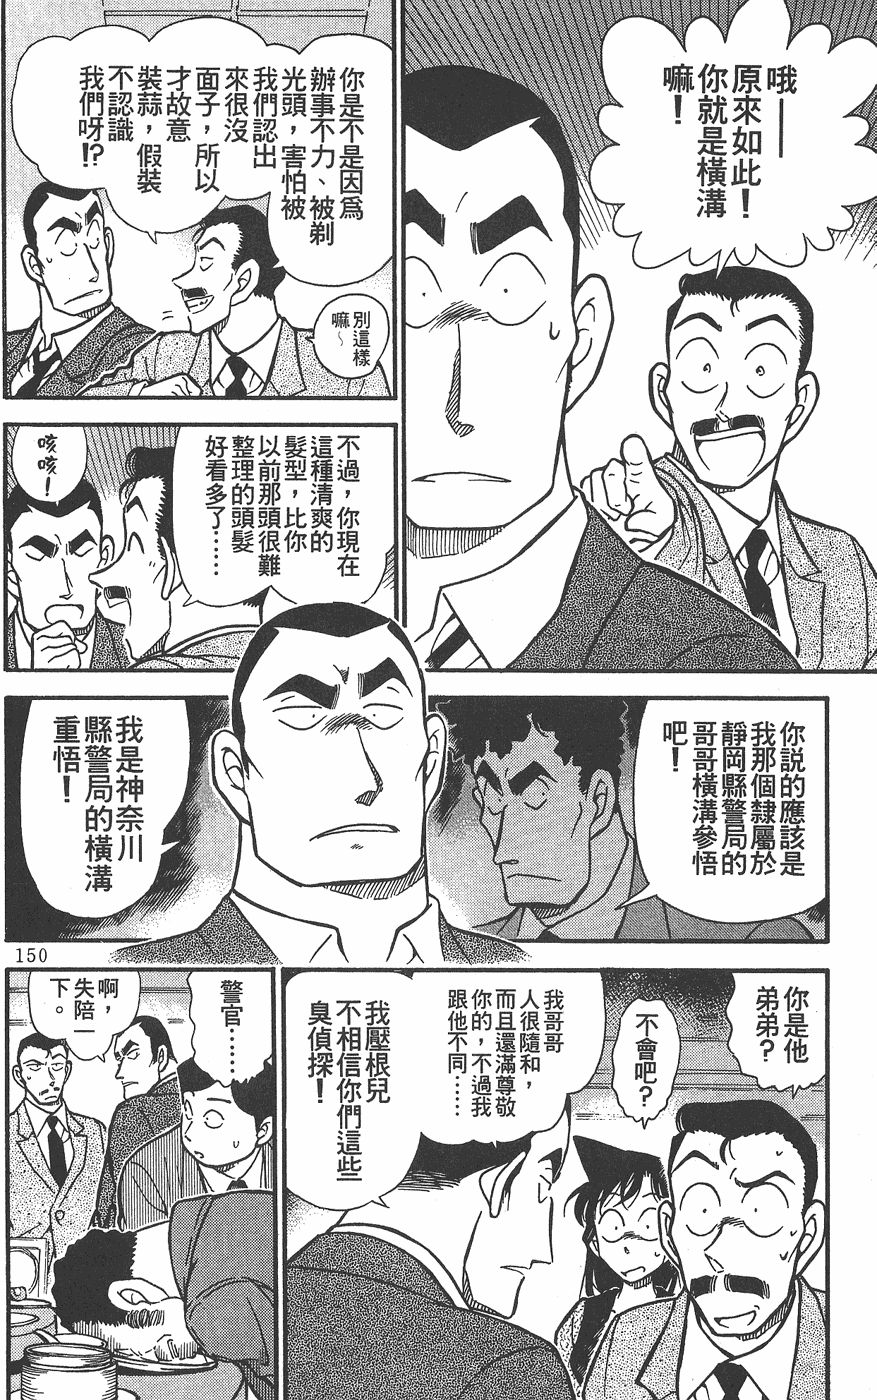 哦——
原來如此！
你就是橫溝
嘛！
你是不是因為
辦事不力、被剃
光頭，害怕被
我們認出
來很沒
面子，所以
才故意
裝蒜，假裝
不認識
我們呀!?
別這樣
嘛~
不過，你現在
這種清爽的
髮型，比你
以前那頭很難
整理的頭髮
好看多了……
咳咳！
你說的應該是
我那個隸屬於
靜岡縣警局的
哥哥橫溝參悟
吧！
我是神奈川
縣警局的橫溝
重悟！
150
你是他
弟弟？
不會吧？
我哥哥
人很隨和，
而且還滿尊敬
你的，不過我
跟他不同……
我壓根兒
不相信你們這些
臭偵探！
警官……
啊，
失陪一
下。